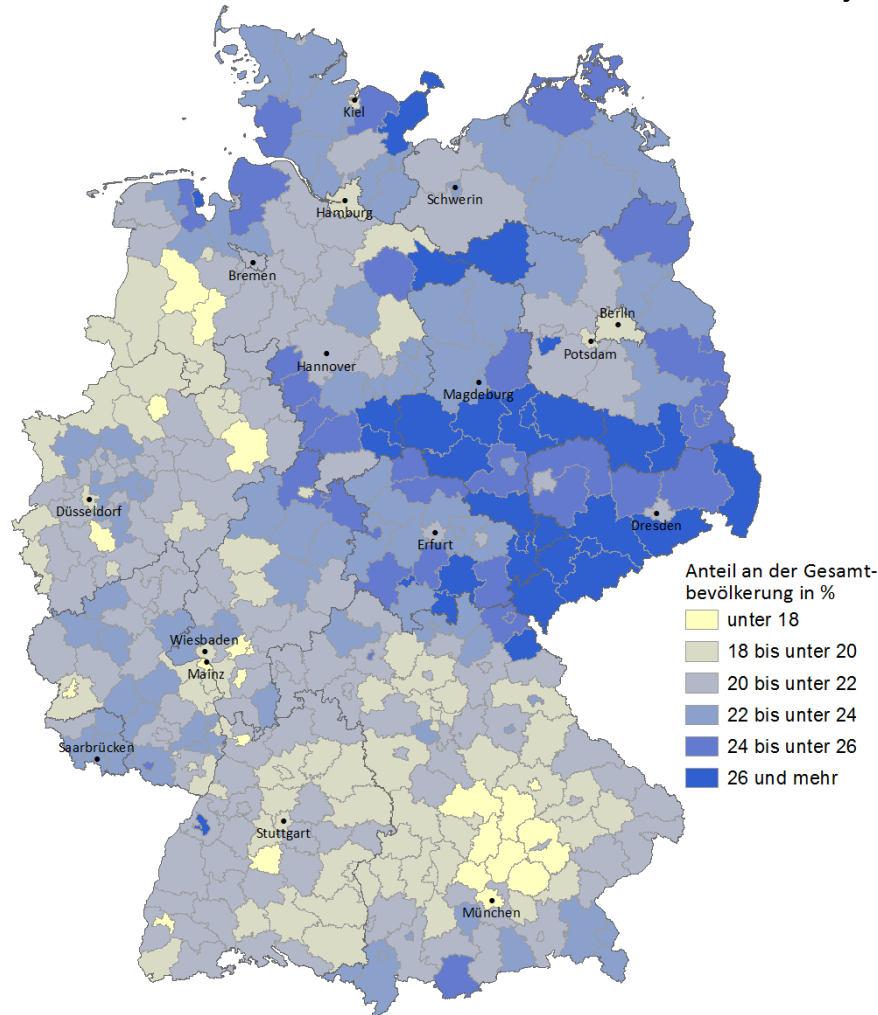 Kiel
Schwerin
Hamburg
Bremen
Berlin
Potsdam
Hannover
Magdeburg
Düsseldorf
Dresden
Erfurt
Wiesbaden
Mainz
Saarbrücken
Stuttgart
München
Anteil an der Gesamt-
bevölkerung in %
unter 18
18 bis unter 20
20 bis unter 22
22 bis unter 24
24 bis unter 26
26 und mehr